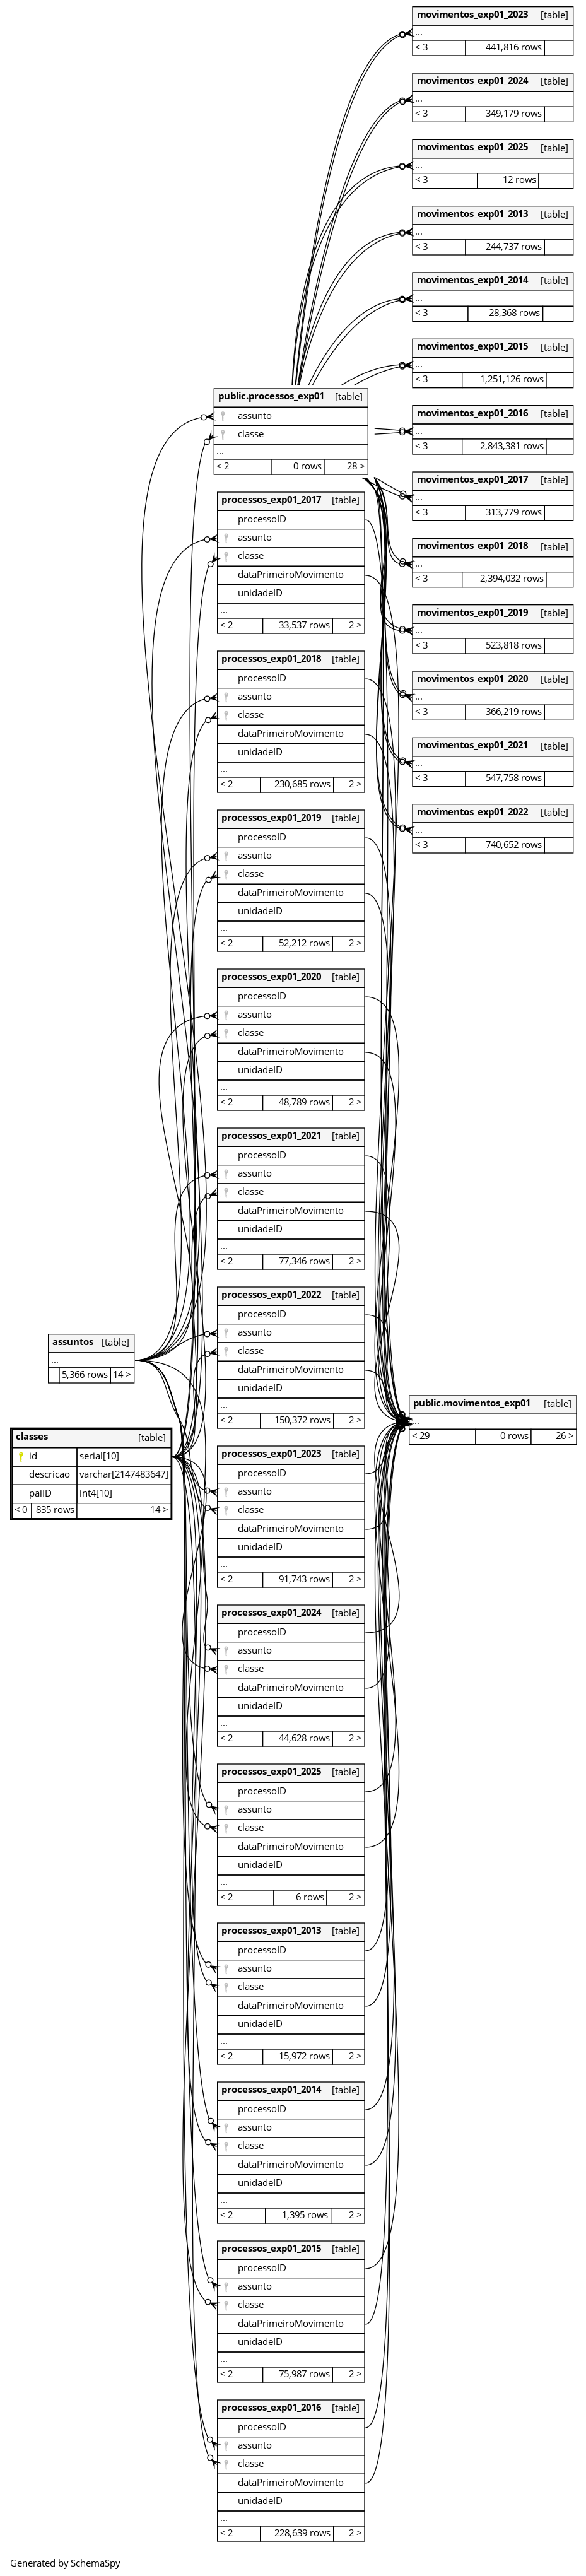 movimentos_exp01_2023 [table]
...
< 3 441,816 rows
movimentos_exp01_2024 [table]
...
< 3 349,179 rows
movimentos_exp01_2025 [table]
...
< 3 12 rows
movimentos_exp01_2013 [table]
...
< 3 244,737 rows
movimentos_exp01_2014 [table]
...
< 3 28,368 rows
movimentos_exp01_2015 [table]
...
< 3 1,251,126 rows
movimentos_exp01_2016 [table]
...
< 3 2,843,381 rows
movimentos_exp01_2017 [table]
...
< 3 313,779 rows
movimentos_exp01_2018 [table]
...
< 3 2,394,032 rows
movimentos_exp01_2019 [table]
...
< 3 523,818 rows
movimentos_exp01_2020 [table]
...
< 3 366,219 rows
movimentos_exp01_2021 [table]
...
< 3 547,758 rows
movimentos_exp01_2022 [table]
...
< 3 740,652 rows
public.processos_exp01 [table]
assunto
classe
...
< 2 0 rows 28 >
processos_exp01_2017 [table]
processoID
assunto
classe
dataPrimeiroMovimento
unidadeID
...
< 2 33,537 rows 2 >
processos_exp01_2018 [table]
processoID
assunto
classe
dataPrimeiroMovimento
unidadeID
...
< 2 230,685 rows 2 >
processos_exp01_2019 [table]
processoID
assunto
classe
dataPrimeiroMovimento
unidadeID
...
< 2 52,212 rows 2 >
processos_exp01_2020 [table]
processoID
assunto
classe
dataPrimeiroMovimento
unidadeID
...
< 2 48,789 rows 2 >
processos_exp01_2021 [table]
processoID
assunto
classe
dataPrimeiroMovimento
unidadeID
...
< 2 77,346 rows 2 >
processos_exp01_2022 [table]
processoID
assunto
classe
dataPrimeiroMovimento
unidadeID
...
< 2 150,372 rows 2 >
assuntos [table]
...
5,366 rows 14 >
classes [table]
id serial[10]
descricao varchar[2147483647]
paiID int4[10]
< 0 835 rows 14 >
public.movimentos_exp01 [table]
...
< 29 0 rows 26 >
processos_exp01_2023 [table]
processoID
assunto
classe
dataPrimeiroMovimento
unidadeID
...
< 2 91,743 rows 2 >
processos_exp01_2024 [table]
processoID
assunto
classe
dataPrimeiroMovimento
unidadeID
...
< 2 44,628 rows 2 >
processos_exp01_2025 [table]
processoID
assunto
classe
dataPrimeiroMovimento
unidadeID
...
< 2 6 rows 2 >
processos_exp01_2013 [table]
processoID
assunto
classe
dataPrimeiroMovimento
unidadeID
...
< 2 15,972 rows 2 >
processos_exp01_2014 [table]
processoID
assunto
classe
dataPrimeiroMovimento
unidadeID
...
< 2 1,395 rows 2 >
processos_exp01_2015 [table]
processoID
assunto
classe
dataPrimeiroMovimento
unidadeID
...
< 2 75,987 rows 2 >
processos_exp01_2016 [table]
processoID
assunto
classe
dataPrimeiroMovimento
unidadeID
...
< 2 228,639 rows 2 >
Generated by SchemaSpy